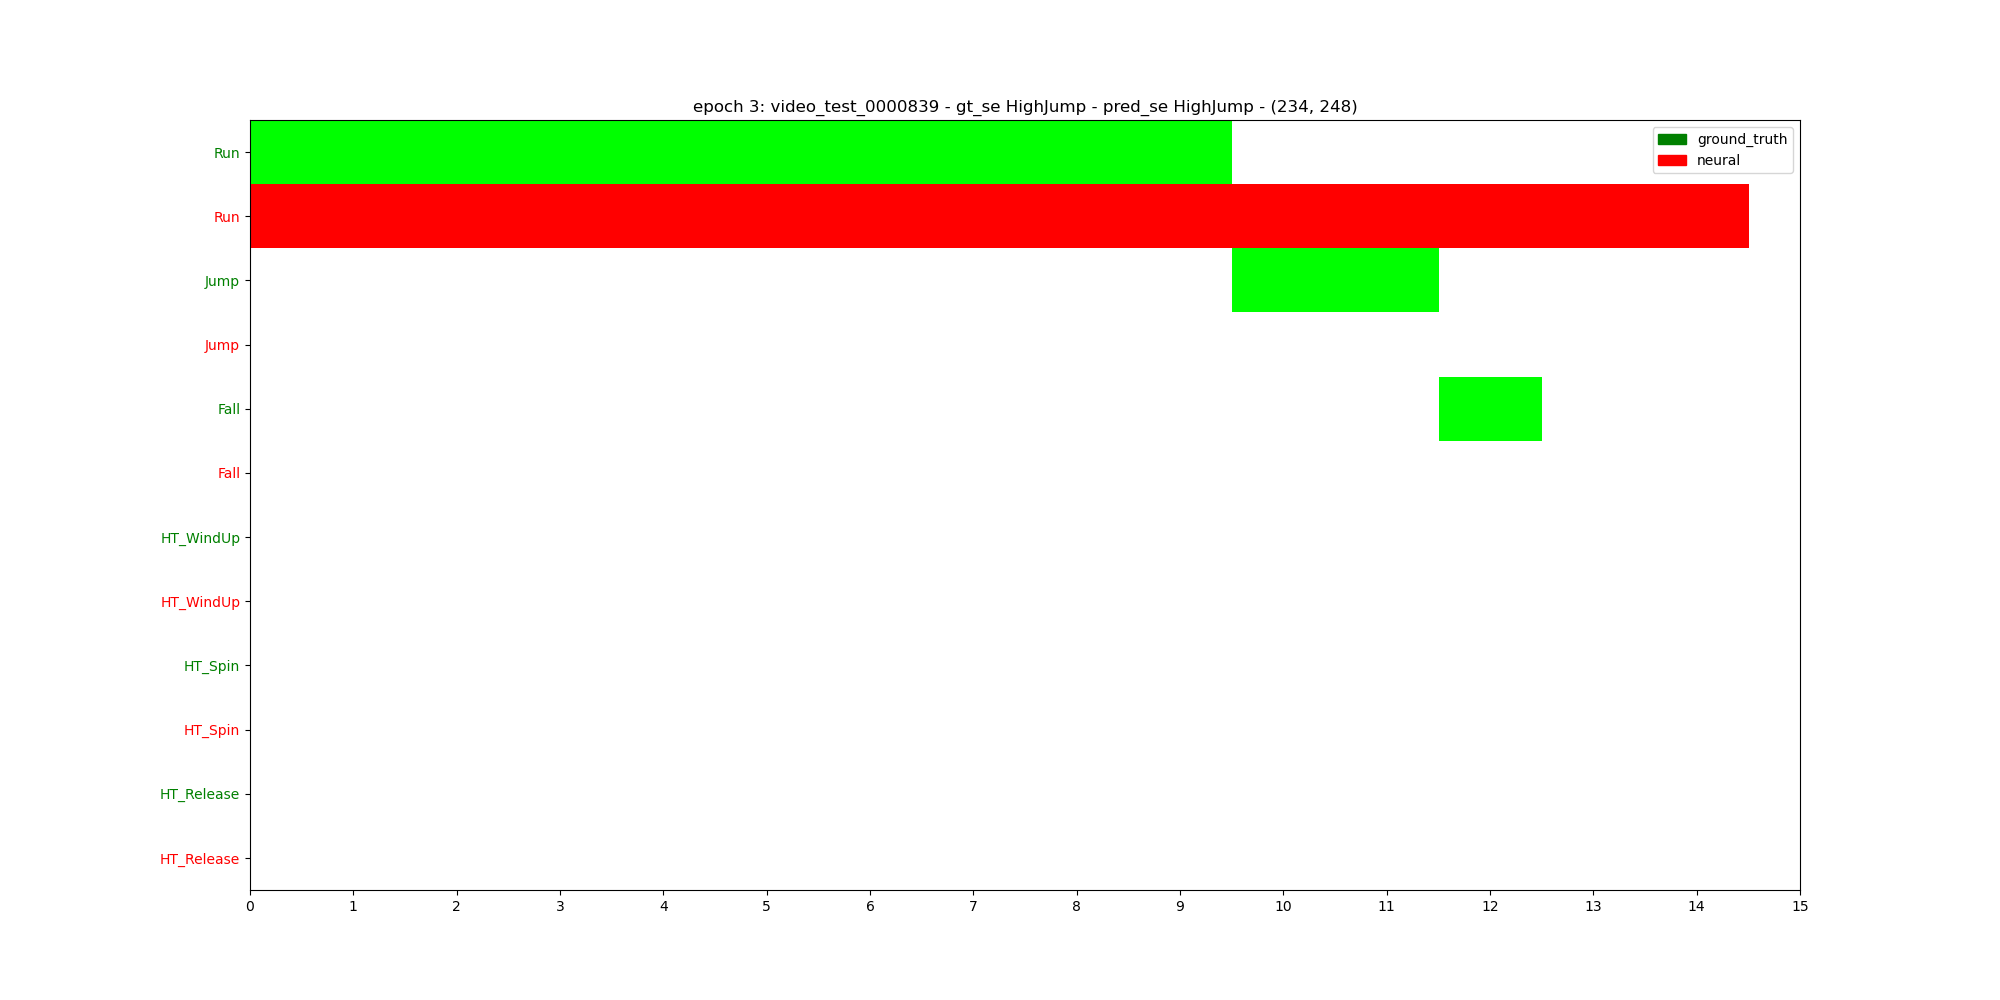 epoch 3: video_test_0000839 - gt_se HighJump - pred_se HighJump - (234, 248)
ground_truth
neural
Run
Run
Jump
Jump
Fall
Fall
HT_WindUp
HT_WindUp
HT_Spin
HT_Spin
HT_Release
HT_Release
0 1 2 3 4 5 6 7 8 9 10 11 12 13 14 15